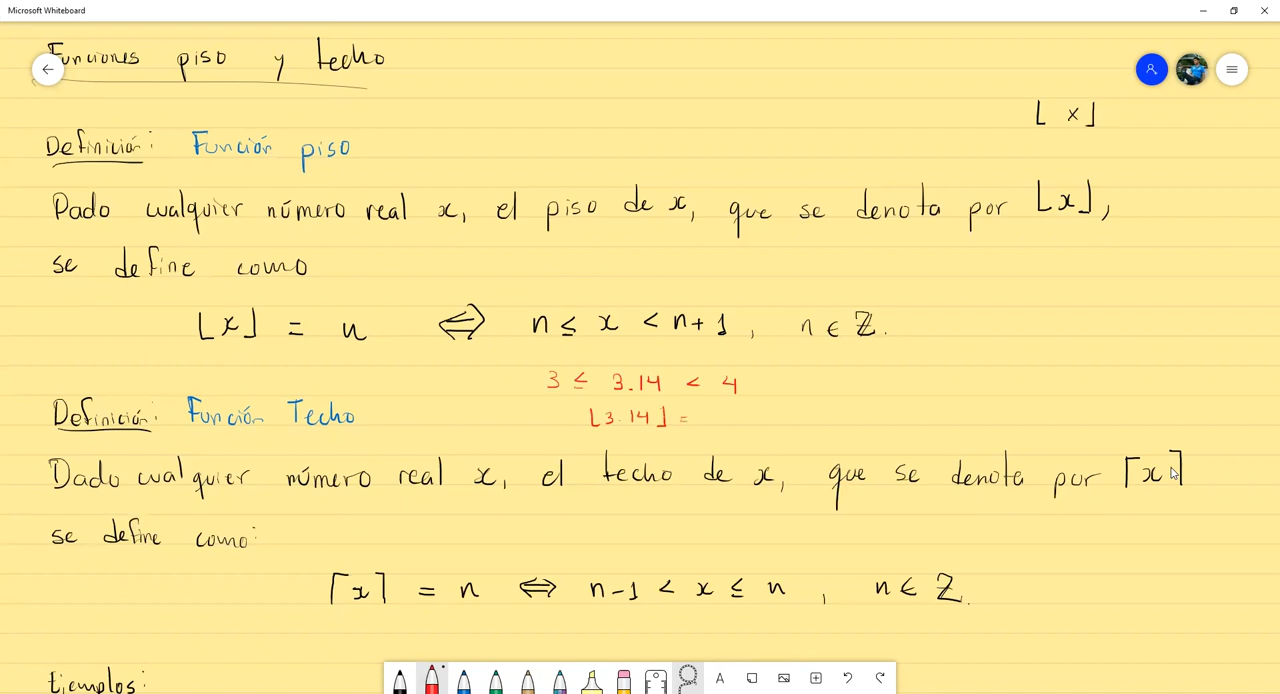 Microsoft Whiteboard
Funciones piso y techo
⌊x⌋
Definición: Función piso
Dado cualquier número real x, el piso de x, que se denota por ⌊x⌋,
se define como
⌊x⌋ = n ⟺ n ≤ x < n+1, n ∈ ℤ.
3 ≤ 3.14 < 4
⌊3.14⌋ =
Definición: Función Techo
Dado cualquier número real x, el techo de x, que se denota por ⌈x⌉
se define como:
⌈x⌉ = n ⟺ n-1 < x ≤ n, n ∈ ℤ.
Ejemplos:
A